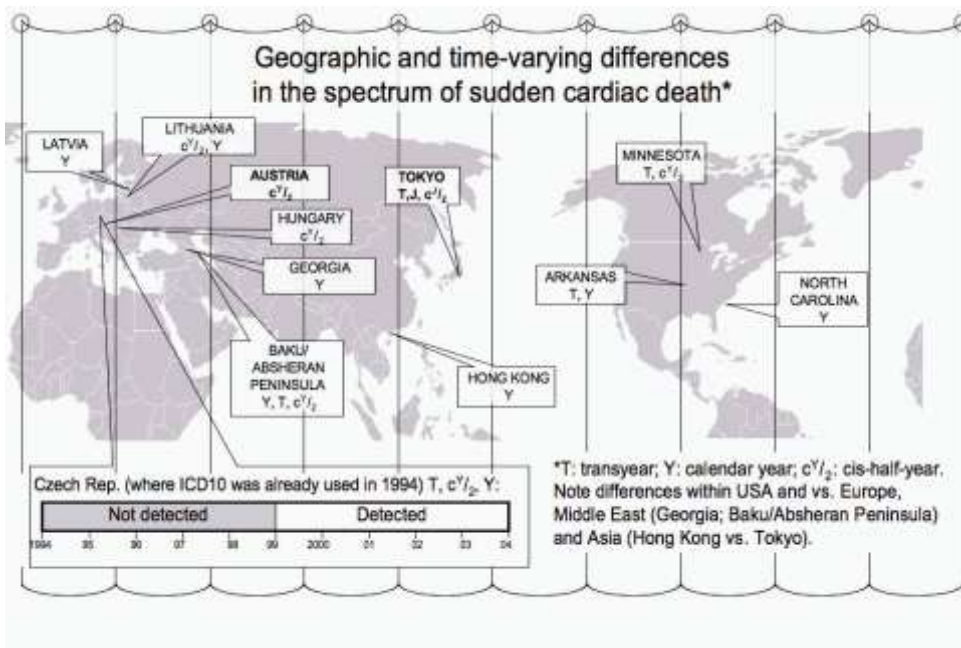 Geographic and time-varying differences
in the spectrum of sudden cardiac death*
LATVIA
Y
LITHUANIA
cʸ/₂, Y
AUSTRIA
cʸ/₂
HUNGARY
cʸ/₂
GEORGIA
Y
BAKU/
ABSHERAN
PENINSULA
Y, T, cʸ/₂
TOKYO
T,J, cʸ/₂
HONG KONG
Y
MINNESOTA
T, cʸ/₂
ARKANSAS
T, Y
NORTH
CAROLINA
Y
Czech Rep. (where ICD10 was already used in 1994) T, cʸ/₂, Y:
Not detected Detected
1994 95 96 97 98 99 2000 01 02 03 04
*T: transyear; Y: calendar year; cʸ/₂: cis-half-year.
Note differences within USA and vs. Europe,
Middle East (Georgia; Baku/Absheran Peninsula)
and Asia (Hong Kong vs. Tokyo).